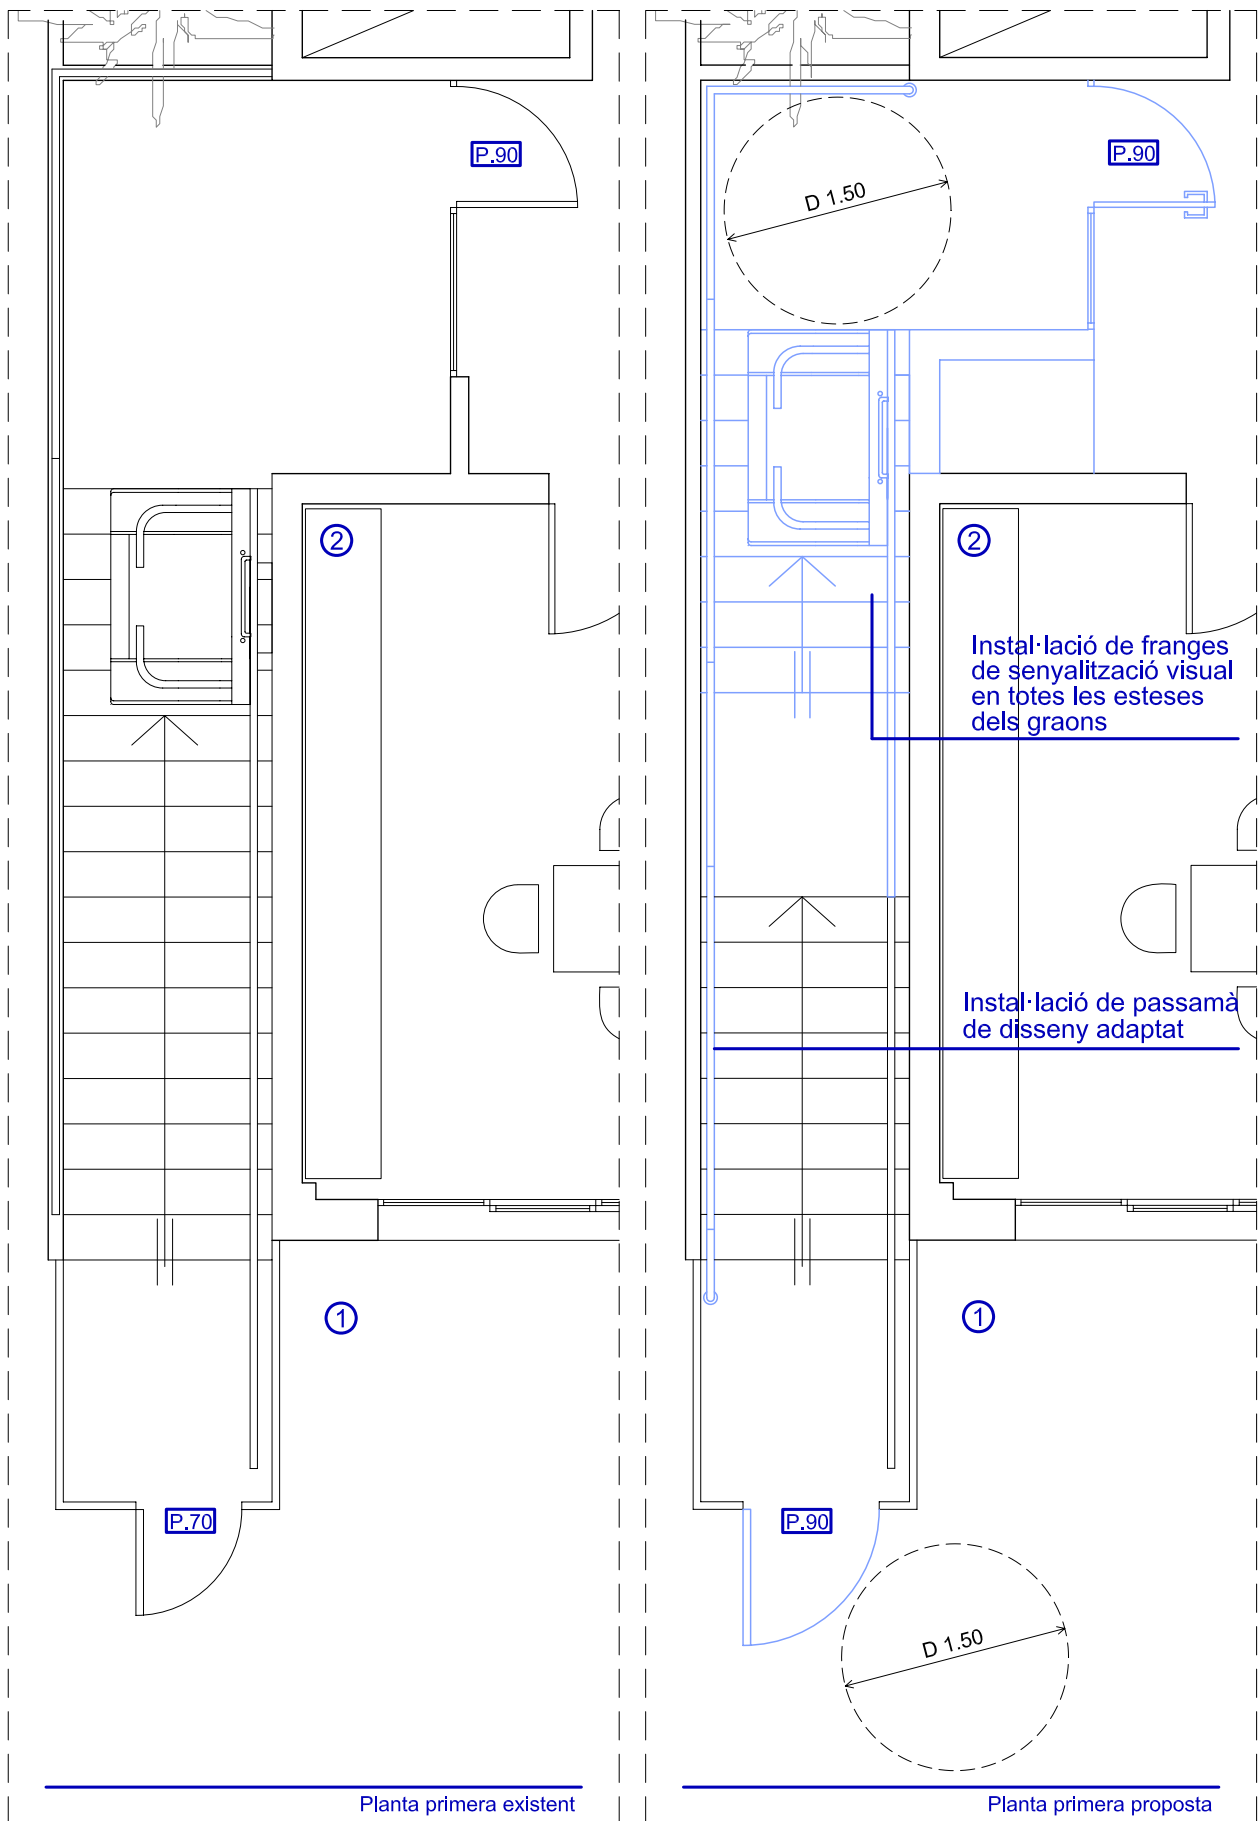 P.90
2
1
P.70
Planta primera existent
D 1.50
P.90
2
Instal·lació de franges
de senyalització visual
en totes les esteses
dels graons
Instal·lació de passamà
de disseny adaptat
1
P.90
D 1.50
Planta primera proposta